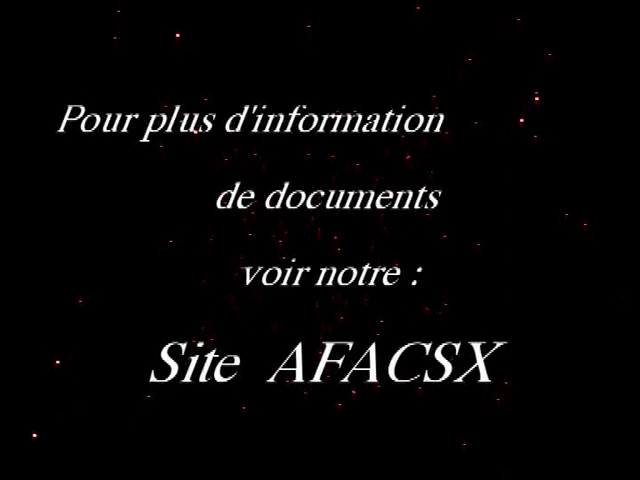 Pour plus d'information
de documents
voir notre :
Site AFACSX